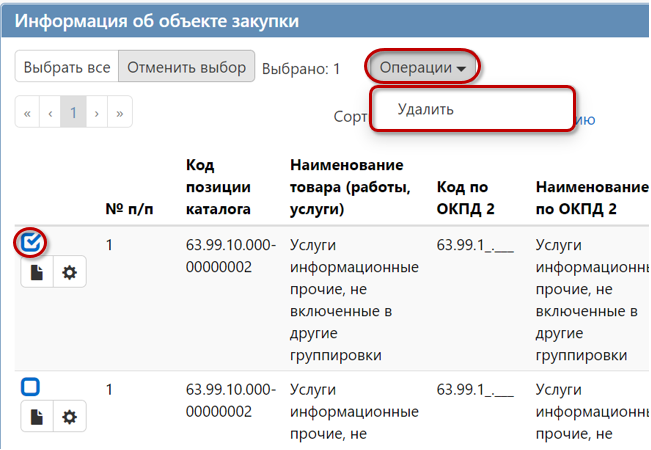 Информация об объекте закупки
Выбрать все Отменить выбор Выбрано: 1 Операции
Удалить
« ‹ 1 › »
Сорт ию
№ п/п Код позиции каталога Наименование товара (работы, услуги) Код по ОКПД 2 Наименование по ОКПД 2
1 63.99.10.000- Услуги 63.99.1_.___ Услуги
00000002 информационные информационн
прочие, не прочие, не
включенные в включенные в
другие другие
группировки группировки
1 63.99.10.000- Услуги 63.99.1_.___ Услуги
00000002 информационные информационн
прочие, не прочие, не